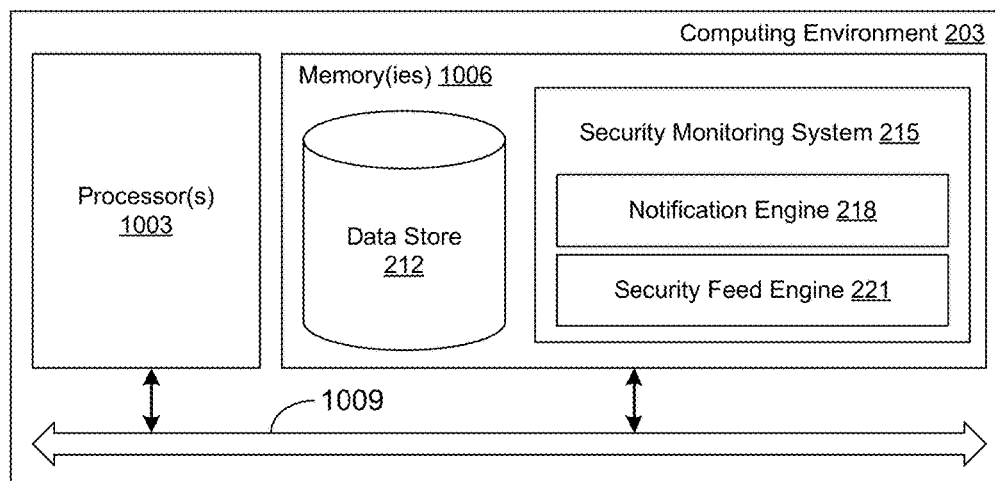 Computing Environment 203
Processor(s)
1003
Memory(ies) 1006
Data Store
212
Security Monitoring System 215
Notification Engine 218
Security Feed Engine 221
1009